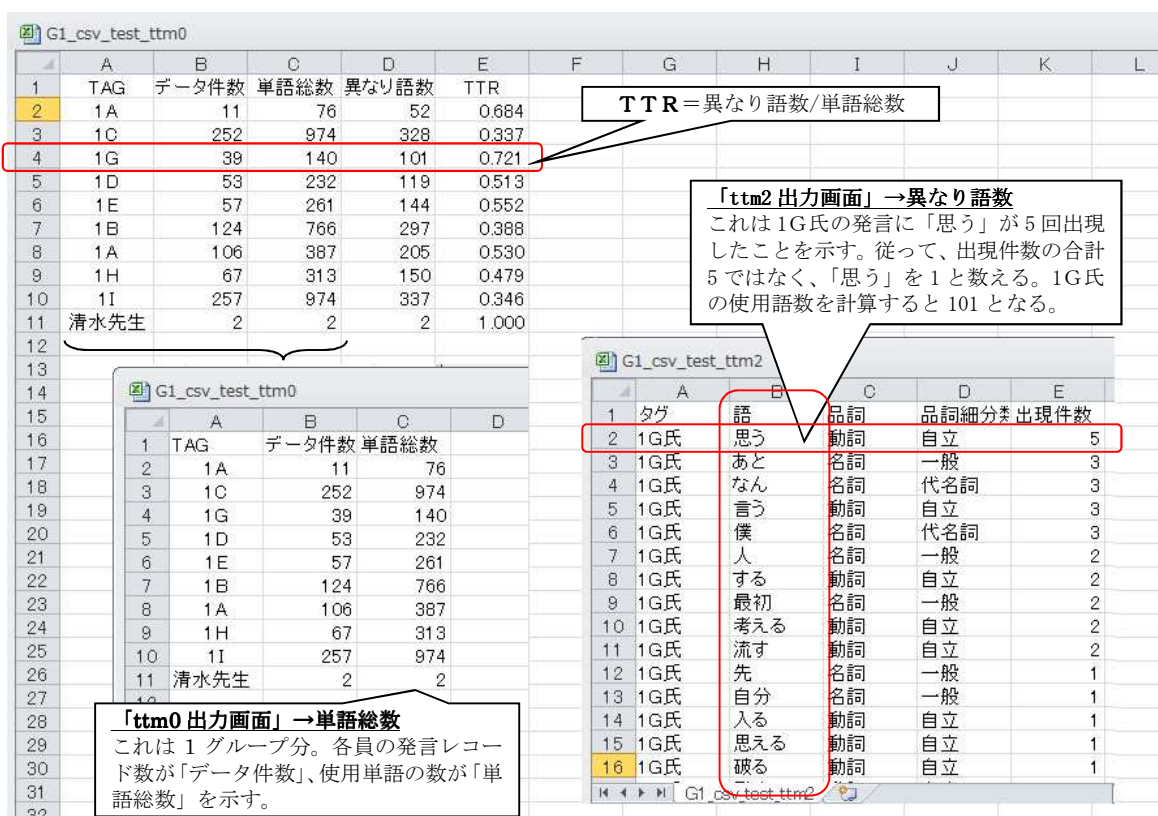 G1_csv_test_ttm0
A B C D E F G H I J K L
1 TAG データ件数 単語総数 異なり語数 TTR
2 1A 11 76 52 0.684
3 1C 252 974 328 0.337
4 1G 39 140 101 0.721
5 1D 53 232 119 0.513
6 1E 57 261 144 0.552
7 1B 124 766 297 0.388
8 1A 106 387 205 0.530
9 1H 67 313 150 0.479
10 1I 257 974 337 0.346
11 清水先生 2 2 2 1.000
12
13
14
15
16
17
18
19
20
21
22
23
24
25
26
27
28
29
30
31
32
TTR＝異なり語数/単語総数
「ttm2 出力画面」→異なり語数
これは 1G氏の発言に「思う」が 5 回出現
したことを示す。従って、出現件数の合計
5 ではなく、「思う」を 1 と数える。1G氏
の使用語数を計算すると 101 となる。
G1_csv_test_ttm0
A B C D
1 TAG データ件数 単語総数
2 1A 11 76
3 1C 252 974
4 1G 39 140
5 1D 53 232
6 1E 57 261
7 1B 124 766
8 1A 106 387
9 1H 67 313
10 1I 257 974
11 清水先生 2 2
「ttm0 出力画面」→単語総数
これは 1 グループ分。各員の発言レコー
ド数が「データ件数」、使用単語の数が「単
語総数」を示す。
G1_csv_test_ttm2
A B C D E
1 タグ 語 品詞 品詞細分類 出現件数
2 1G氏 思う 動詞 自立 5
3 1G氏 あと 名詞 一般 3
4 1G氏 なん 名詞 代名詞 3
5 1G氏 言う 動詞 自立 3
6 1G氏 僕 名詞 代名詞 3
7 1G氏 人 名詞 一般 2
8 1G氏 する 動詞 自立 2
9 1G氏 最初 名詞 一般 2
10 1G氏 考える 動詞 自立 2
11 1G氏 流す 動詞 自立 2
12 1G氏 先 名詞 一般 1
13 1G氏 自分 名詞 一般 1
14 1G氏 入る 動詞 自立 1
15 1G氏 思える 動詞 自立 1
16 1G氏 破る 動詞 自立 1
G1_csv_test_ttm2